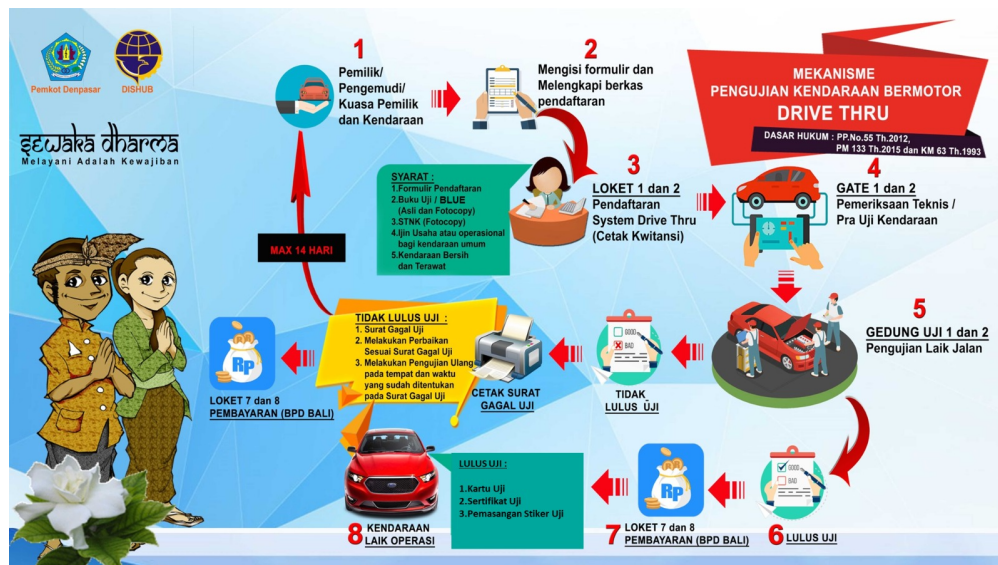 Pemkot Denpasar
DISHUB
sewaka dharma
Melayani Adalah Kewajiban
MEKANISME
PENGUJIAN KENDARAAN BERMOTOR
DRIVE THRU
DASAR HUKUM : PP.No.55 Th.2012,
PM 133 Th.2015 dan KM 63 Th.1993
1
Pemilik/
Pengemudi/
Kuasa Pemilik
dan Kendaraan
2
Mengisi formulir dan
Melengkapi berkas
pendaftaran
SYARAT :
1.Formulir Pendaftaran
2.Buku Uji / BLUE
(Asli dan Fotocopy)
3.STNK (Fotocopy)
4.Ijin Usaha atau operasional
bagi kendaraan umum
5.Kendaraan Bersih
dan Terawat
3
LOKET 1 dan 2
Pendaftaran
System Drive Thru
(Cetak Kwitansi)
4
GATE 1 dan 2
Pemeriksaan Teknis /
Pra Uji Kendaraan
5
GEDUNG UJI 1 dan 2
Pengujian Laik Jalan
GOOD
BAD
TIDAK
LULUS UJI
CETAK SURAT
GAGAL UJI
TIDAK LULUS UJI :
1. Surat Gagal Uji
2. Melakukan Perbaikan
Sesuai Surat Gagal Uji
3. Melakukan Pengujian Ulang
pada tempat dan waktu
yang sudah ditentukan
pada Surat Gagal Uji
MAX 14 HARI
Rp
LOKET 7 dan 8
PEMBAYARAN (BPD BALI)
GOOD
BAD
6 LULUS UJI
Rp
7 LOKET 7 dan 8
PEMBAYARAN (BPD BALI)
LULUS UJI :
1.Kartu Uji
2.Sertifikat Uji
3.Pemasangan Stiker Uji
8 KENDARAAN
LAIK OPERASI